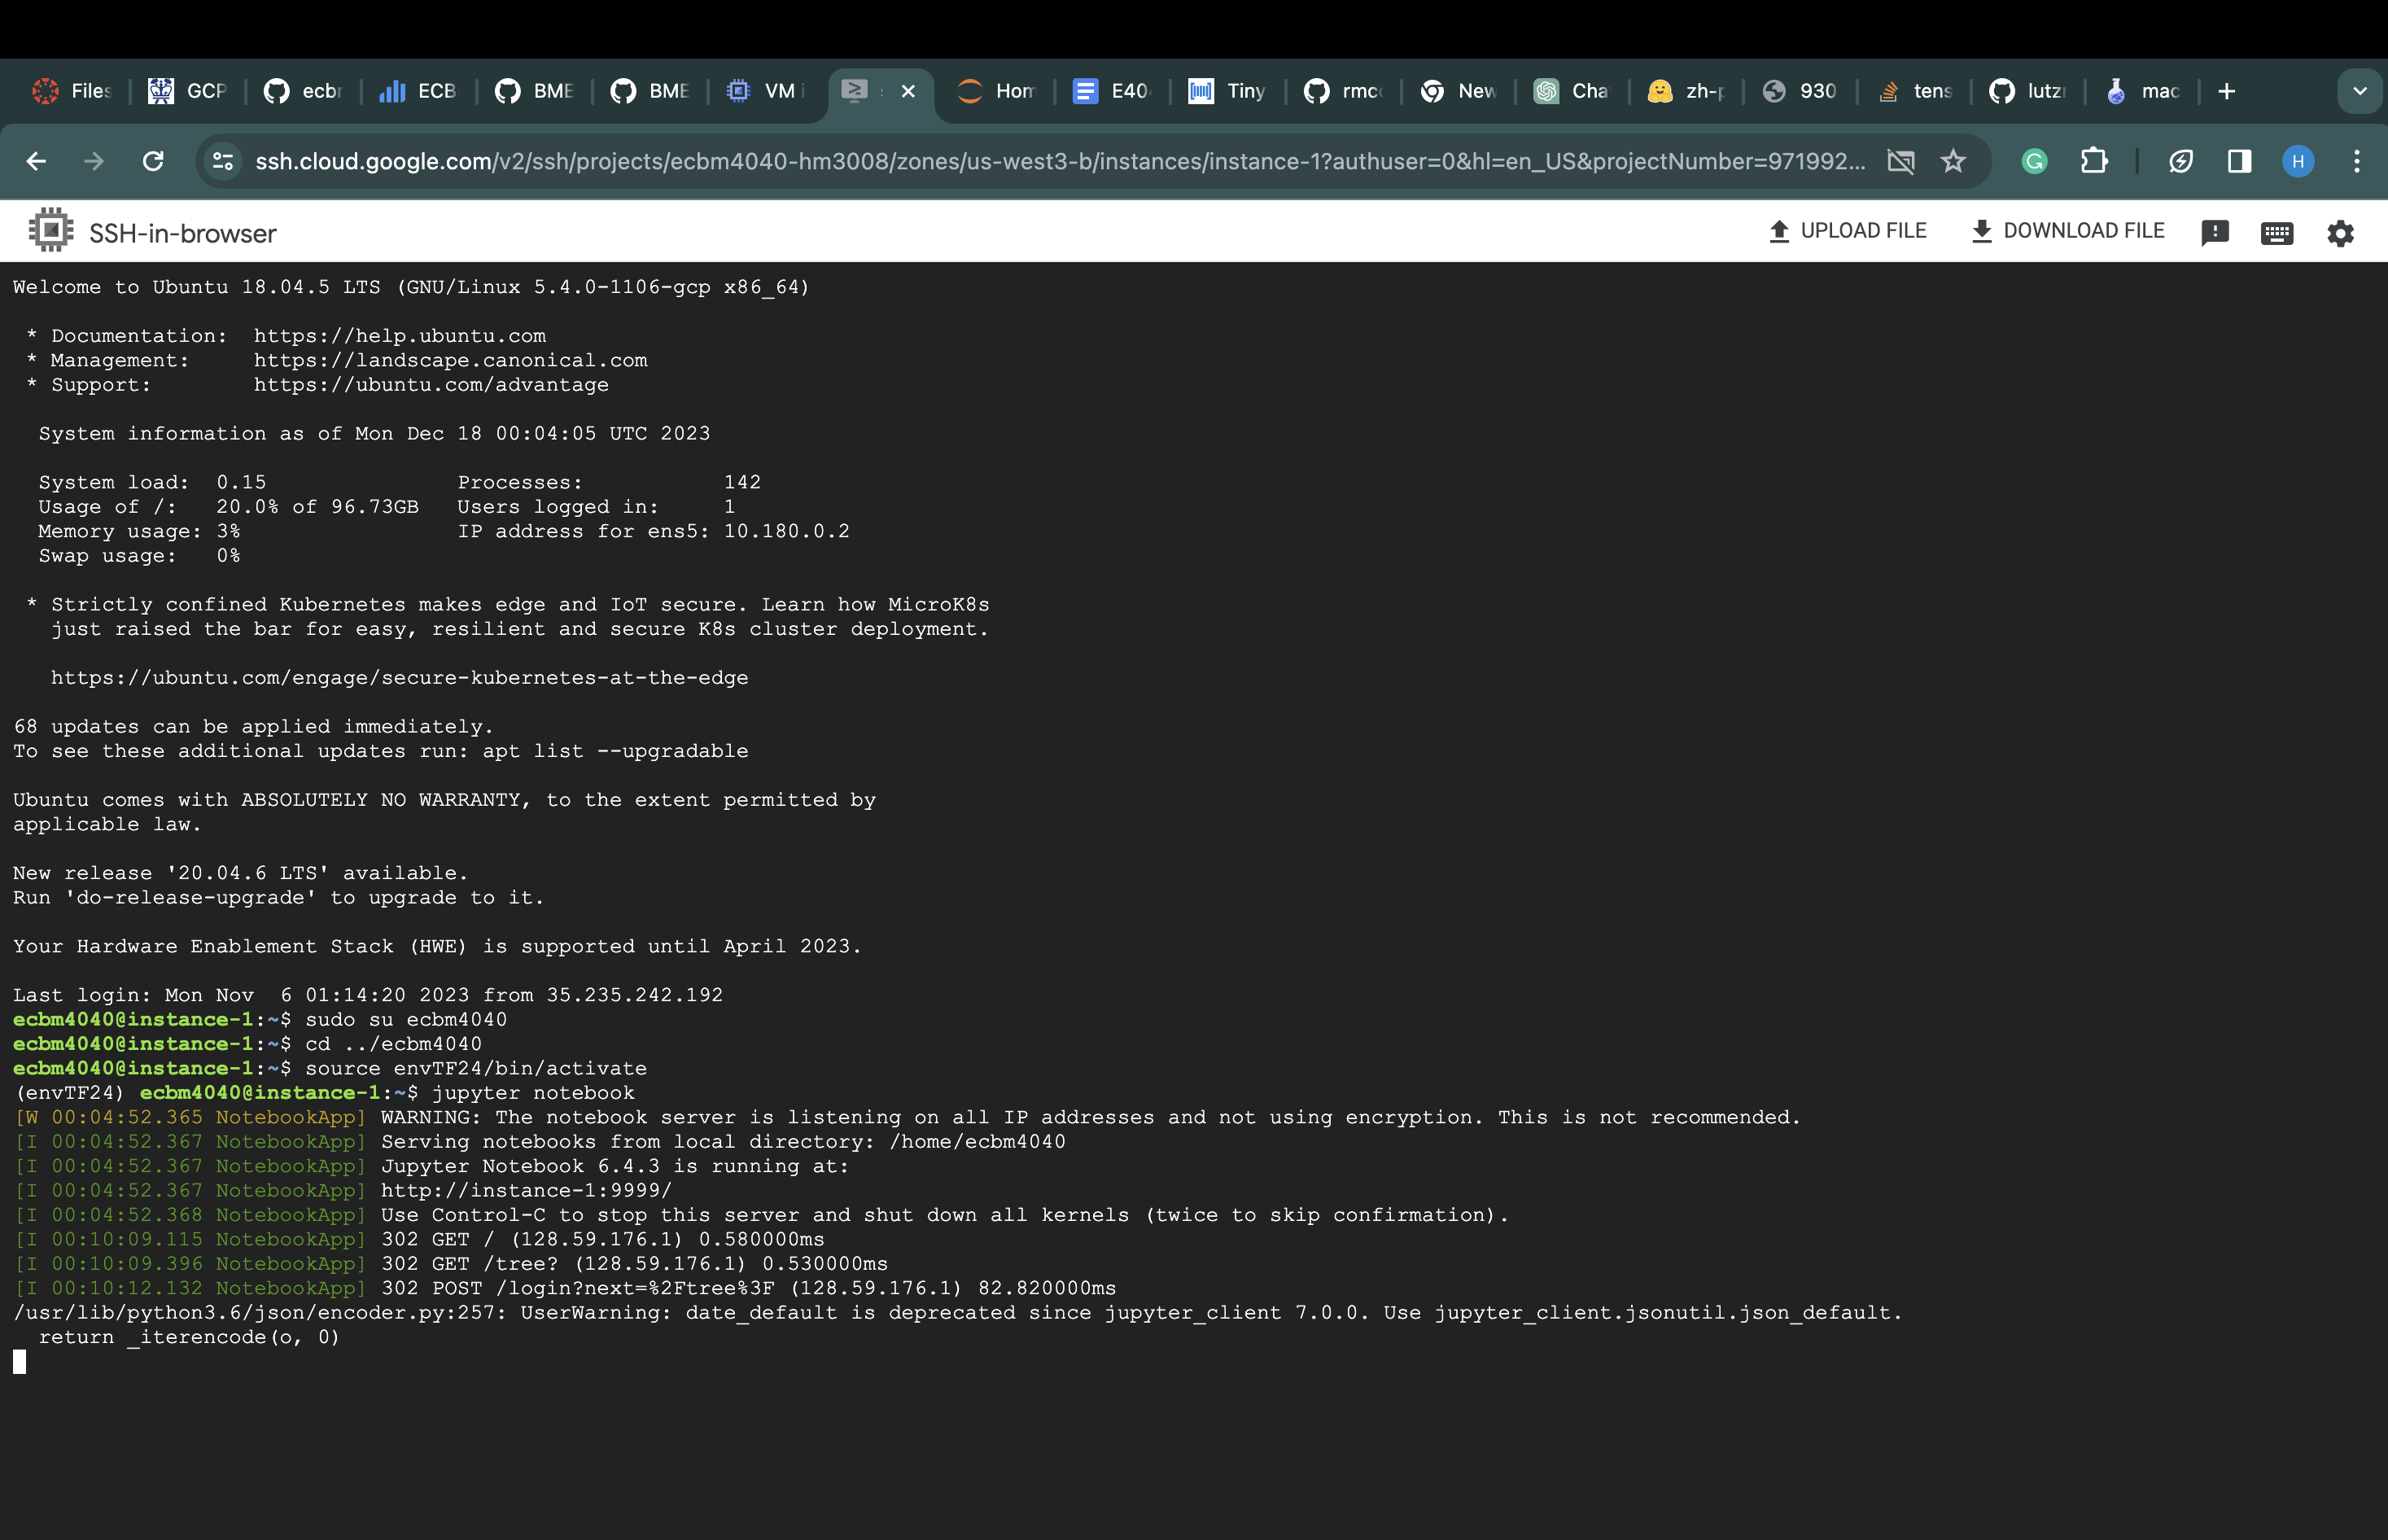 Files GCP ecbr ECB BME BME VM i Hom E40 Tiny rmc New Cha zh-p 930 tens lutzr mac
ssh.cloud.google.com/v2/ssh/projects/ecbm4040-hm3008/zones/us-west3-b/instances/instance-1?authuser=0&hl=en_US&projectNumber=971992...
H
SSH-in-browser
UPLOAD FILE DOWNLOAD FILE
Welcome to Ubuntu 18.04.5 LTS (GNU/Linux 5.4.0-1106-gcp x86_64)
* Documentation: https://help.ubuntu.com
* Management: https://landscape.canonical.com
* Support: https://ubuntu.com/advantage
System information as of Mon Dec 18 00:04:05 UTC 2023
System load: 0.15 Processes: 142
Usage of /: 20.0% of 96.73GB Users logged in: 1
Memory usage: 3% IP address for ens5: 10.180.0.2
Swap usage: 0%
* Strictly confined Kubernetes makes edge and IoT secure. Learn how MicroK8s
just raised the bar for easy, resilient and secure K8s cluster deployment.
https://ubuntu.com/engage/secure-kubernetes-at-the-edge
68 updates can be applied immediately.
To see these additional updates run: apt list --upgradable
Ubuntu comes with ABSOLUTELY NO WARRANTY, to the extent permitted by
applicable law.
New release '20.04.6 LTS' available.
Run 'do-release-upgrade' to upgrade to it.
Your Hardware Enablement Stack (HWE) is supported until April 2023.
Last login: Mon Nov  6 01:14:20 2023 from 35.235.242.192
ecbm4040@instance-1:~$ sudo su ecbm4040
ecbm4040@instance-1:~$ cd ../ecbm4040
ecbm4040@instance-1:~$ source envTF24/bin/activate
(envTF24) ecbm4040@instance-1:~$ jupyter notebook
[W 00:04:52.365 NotebookApp] WARNING: The notebook server is listening on all IP addresses and not using encryption. This is not recommended.
[I 00:04:52.367 NotebookApp] Serving notebooks from local directory: /home/ecbm4040
[I 00:04:52.367 NotebookApp] Jupyter Notebook 6.4.3 is running at:
[I 00:04:52.367 NotebookApp] http://instance-1:9999/
[I 00:04:52.368 NotebookApp] Use Control-C to stop this server and shut down all kernels (twice to skip confirmation).
[I 00:10:09.115 NotebookApp] 302 GET / (128.59.176.1) 0.580000ms
[I 00:10:09.396 NotebookApp] 302 GET /tree? (128.59.176.1) 0.530000ms
[I 00:10:12.132 NotebookApp] 302 POST /login?next=%2Ftree%3F (128.59.176.1) 82.820000ms
/usr/lib/python3.6/json/encoder.py:257: UserWarning: date_default is deprecated since jupyter_client 7.0.0. Use jupyter_client.jsonutil.json_default.
return _iterencode(o, 0)